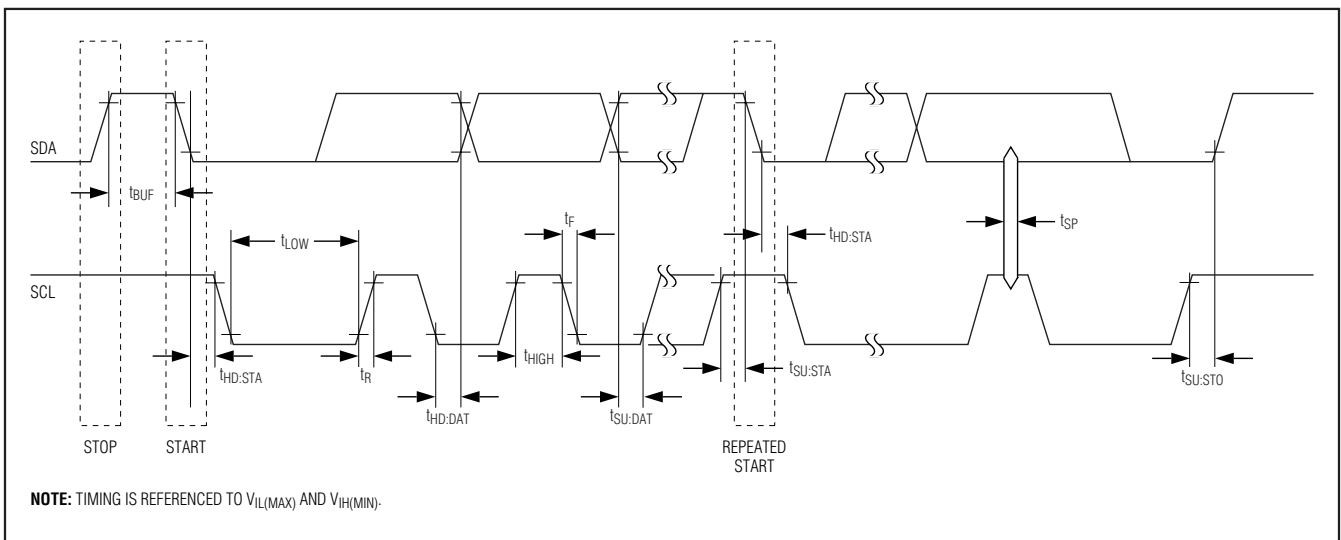 SDA
tBUF
tLOW
tF
tHD:STA
tSP
SCL
tHD:STA
tR
tHD:DAT
tHIGH
tSU:DAT
tSU:STA
tSU:STO
STOP
START
REPEATED
START
NOTE: TIMING IS REFERENCED TO VIL(MAX) AND VIH(MIN).